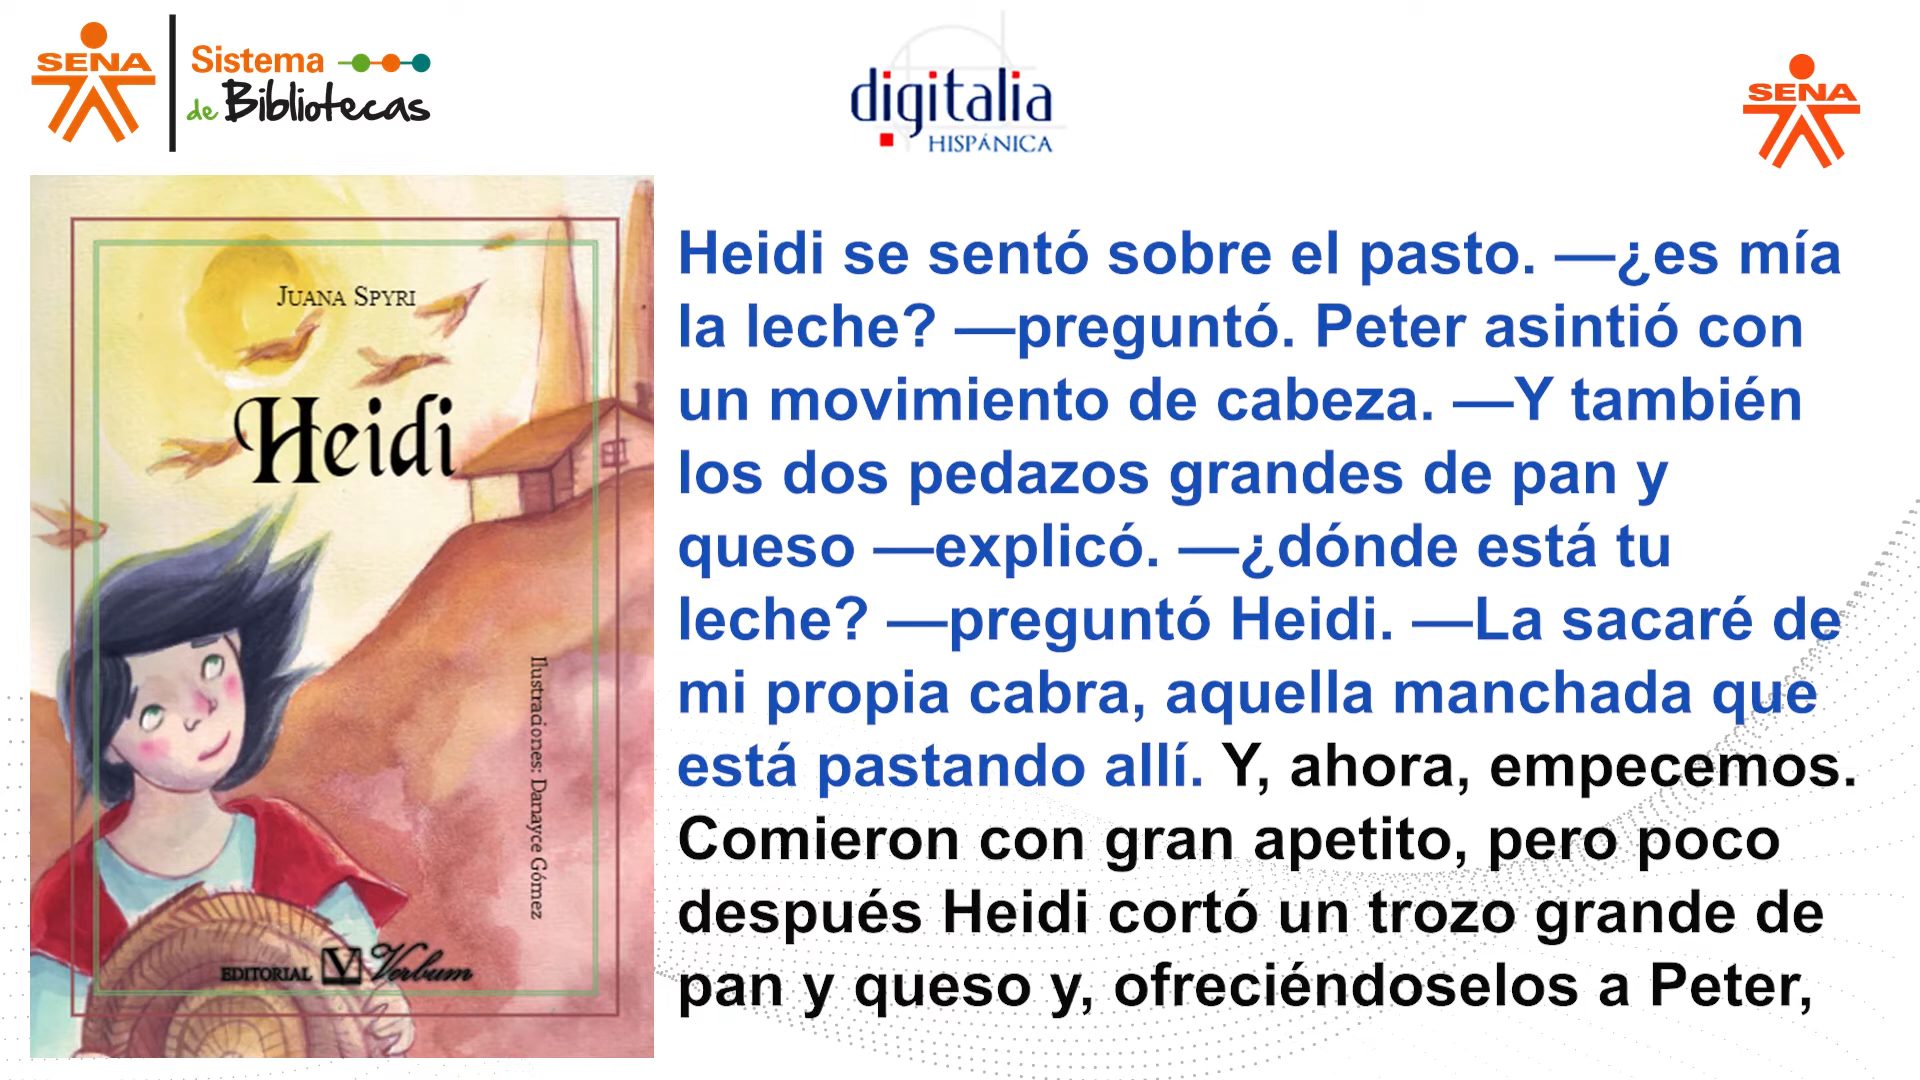 SENA
Sistema
de Bibliotecas
digitalia
HISPÁNICA
SENA
JUANA SPYRI
Heidi
Ilustraciones: Danayce Gómez
EDITORIAL V Verbum
Heidi se sentó sobre el pasto. —¿es mía
la leche? —preguntó. Peter asintió con
un movimiento de cabeza. —Y también
los dos pedazos grandes de pan y
queso —explicó. —¿dónde está tu
leche? —preguntó Heidi. —La sacaré de
mi propia cabra, aquella manchada que
está pastando allí. Y, ahora, empecemos.
Comieron con gran apetito, pero poco
después Heidi cortó un trozo grande de
pan y queso y, ofreciéndoselos a Peter,